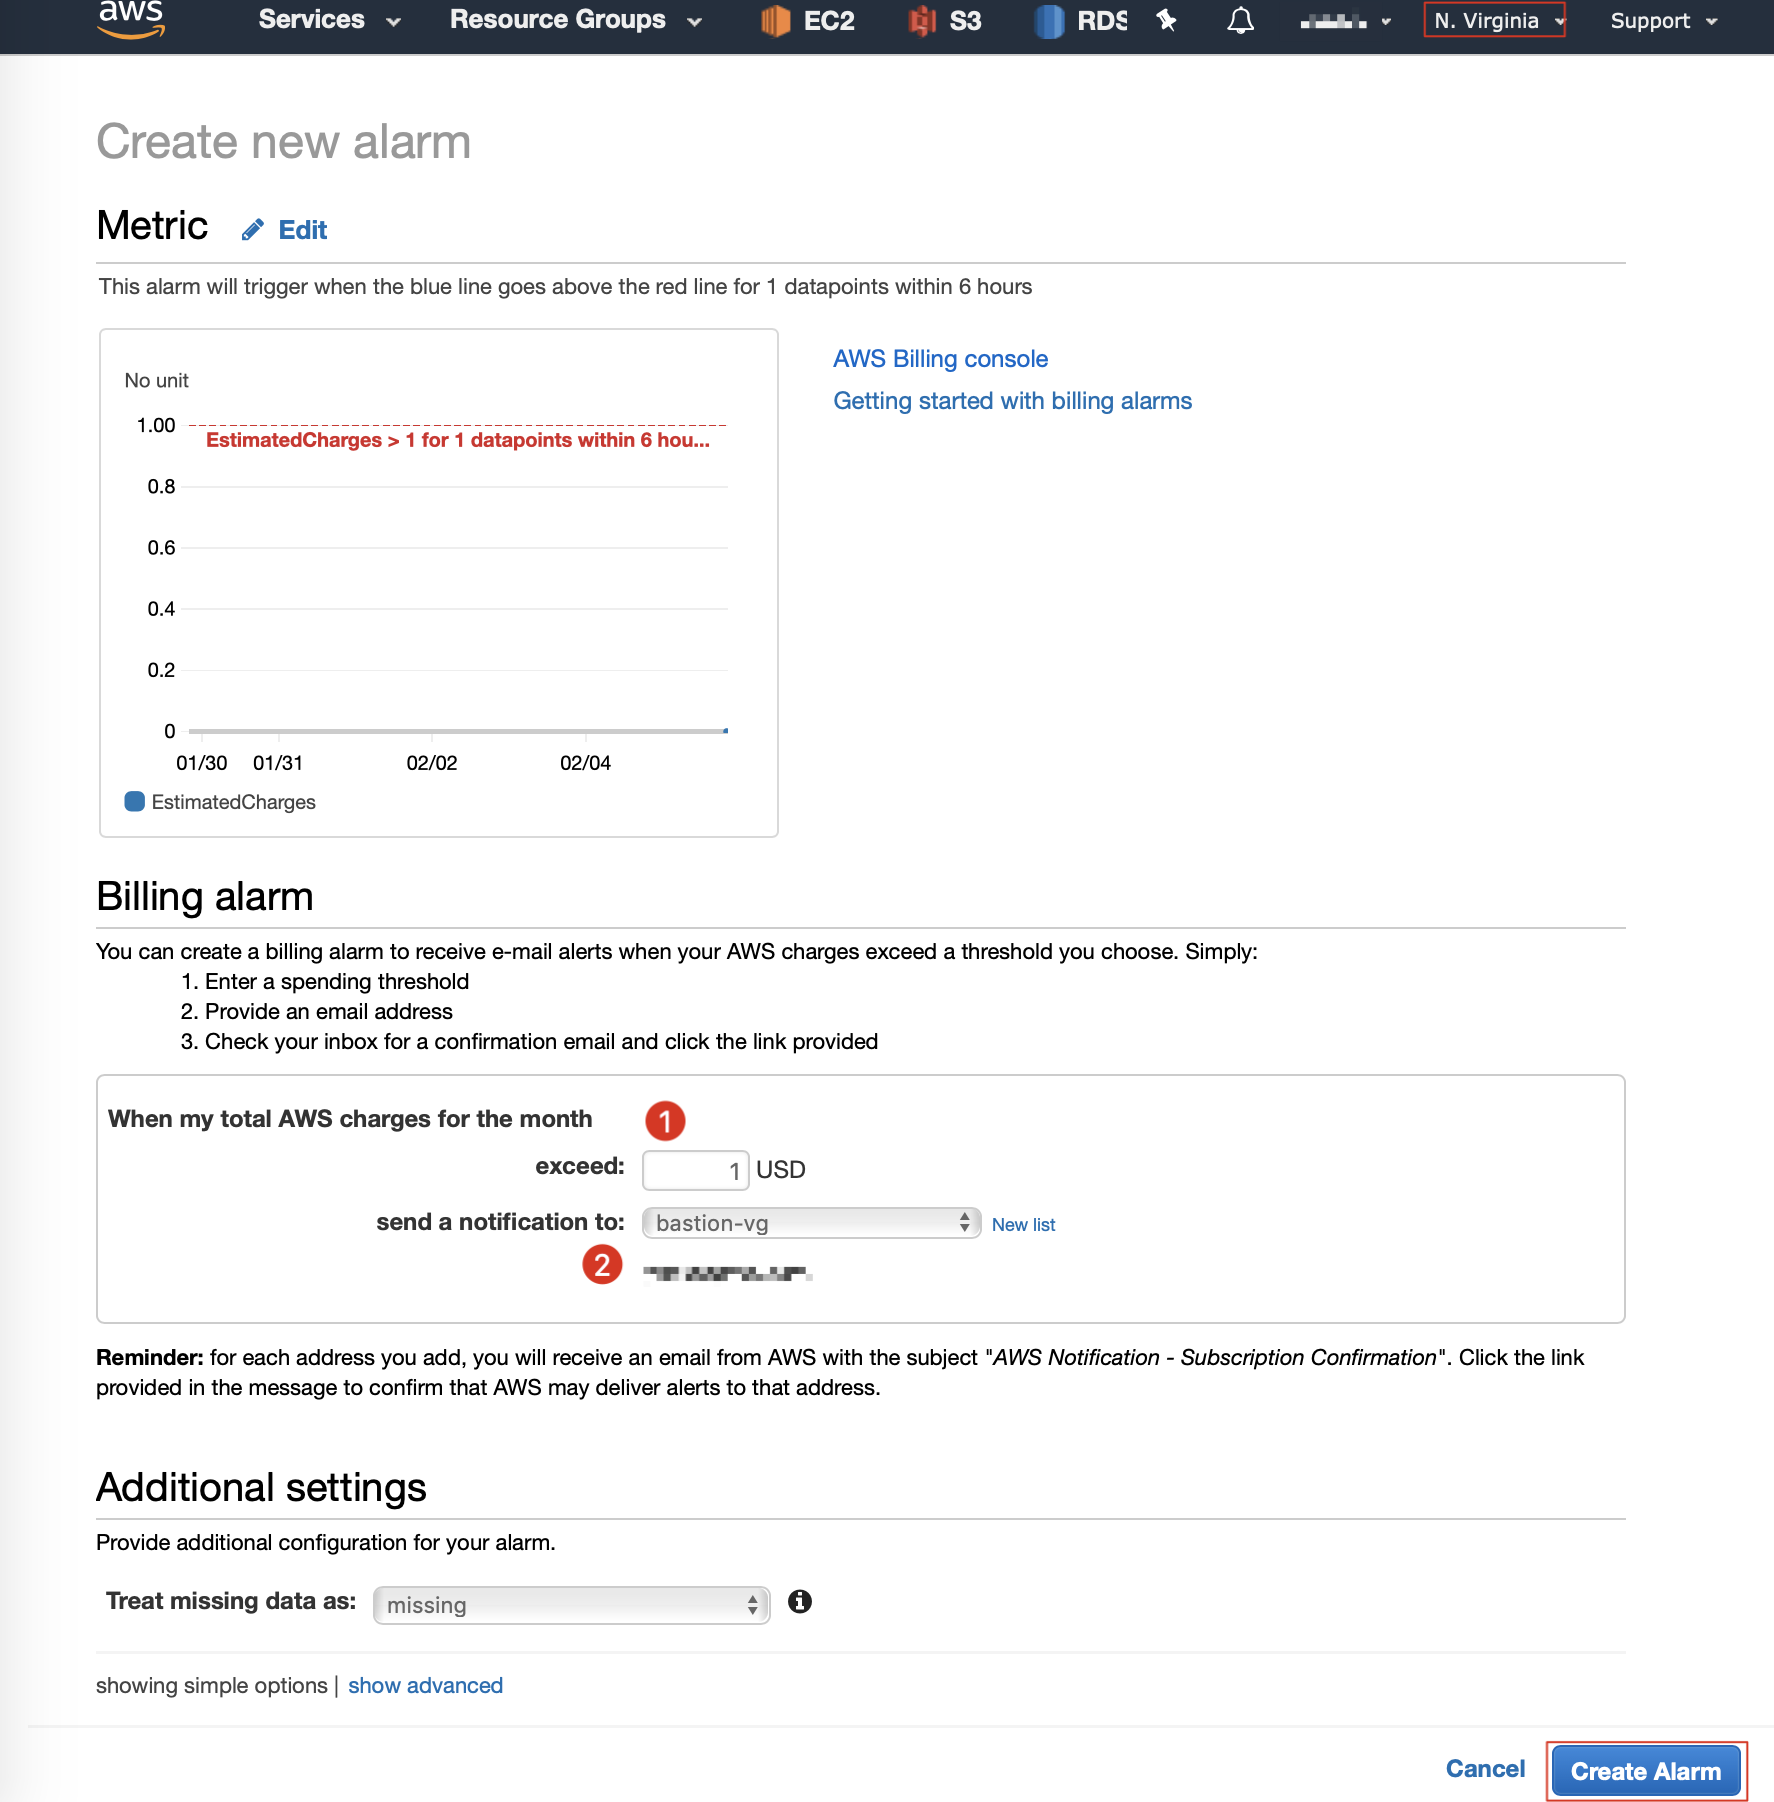 aws Services Resource Groups EC2 S3 RDS N. Virginia Support
Create new alarm
Metric Edit
This alarm will trigger when the blue line goes above the red line for 1 datapoints within 6 hours
No unit
1.00
EstimatedCharges > 1 for 1 datapoints within 6 hou...
0.8
0.6
0.4
0.2
0
01/30 01/31 02/02 02/04
EstimatedCharges
AWS Billing console
Getting started with billing alarms
Billing alarm
You can create a billing alarm to receive e-mail alerts when your AWS charges exceed a threshold you choose. Simply:
1. Enter a spending threshold
2. Provide an email address
3. Check your inbox for a confirmation email and click the link provided
When my total AWS charges for the month 1
exceed: 1 USD
send a notification to: bastion-vg New list
2
Reminder: for each address you add, you will receive an email from AWS with the subject "AWS Notification - Subscription Confirmation". Click the link
provided in the message to confirm that AWS may deliver alerts to that address.
Additional settings
Provide additional configuration for your alarm.
Treat missing data as: missing
showing simple options | show advanced
Cancel Create Alarm